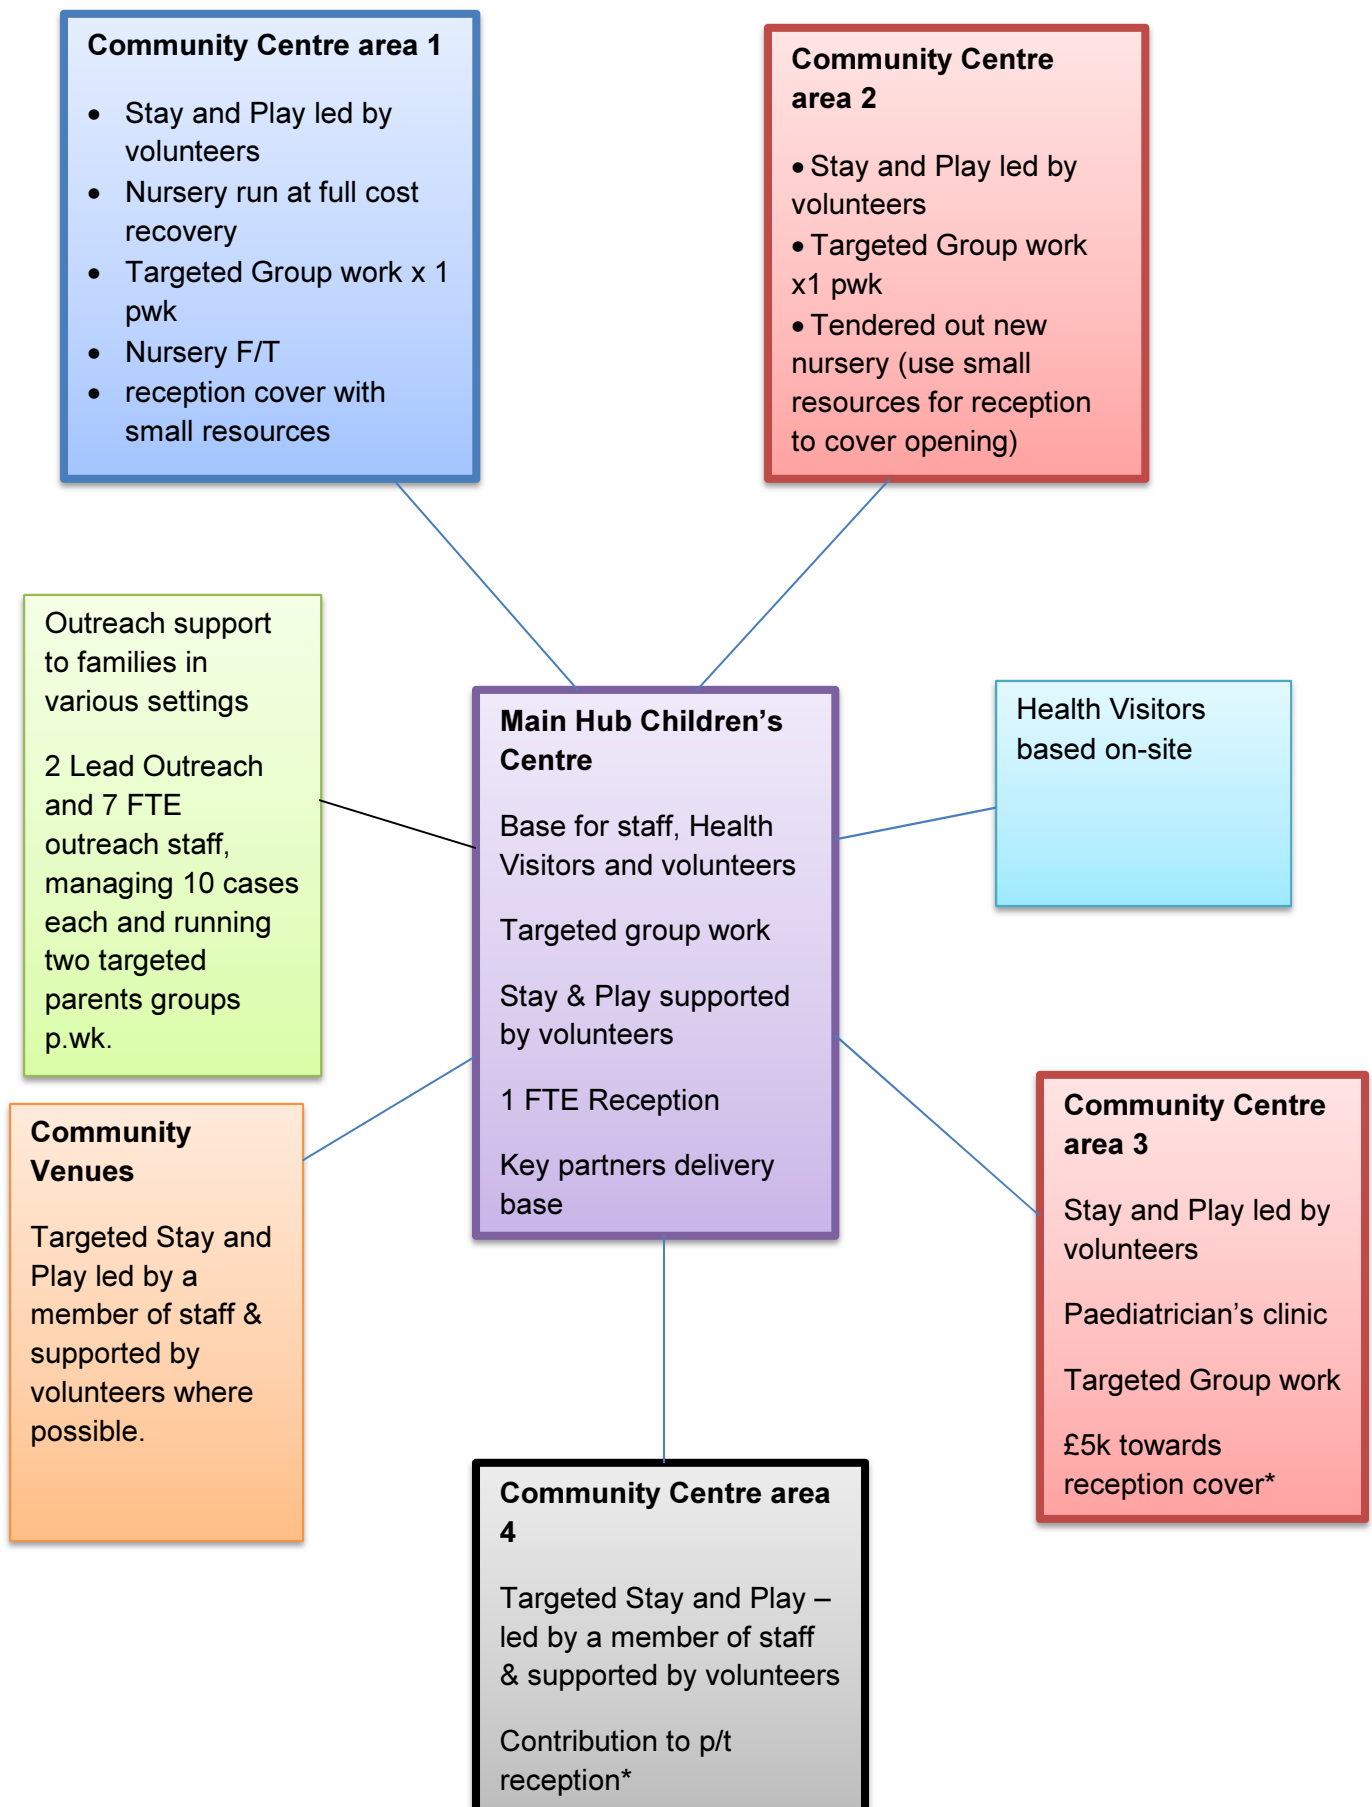 Community Centre area 1
• Stay and Play led by
volunteers
• Nursery run at full cost
recovery
• Targeted Group work x 1
pwk
• Nursery F/T
• reception cover with
small resources
Community Centre
area 2
• Stay and Play led by
volunteers
• Targeted Group work
x1 pwk
• Tendered out new
nursery (use small
resources for reception
to cover opening)
Outreach support
to families in
various settings
2 Lead Outreach
and 7 FTE
outreach staff,
managing 10 cases
each and running
two targeted
parents groups
p.wk.
Main Hub Children’s
Centre
Base for staff, Health
Visitors and volunteers
Targeted group work
Stay & Play supported
by volunteers
1 FTE Reception
Key partners delivery
base
Health Visitors
based on-site
Community
Venues
Targeted Stay and
Play led by a
member of staff &
supported by
volunteers where
possible.
Community Centre
area 3
Stay and Play led by
volunteers
Paediatrician’s clinic
Targeted Group work
£5k towards
reception cover*
Community Centre area
4
Targeted Stay and Play –
led by a member of staff
& supported by volunteers
Contribution to p/t
reception*